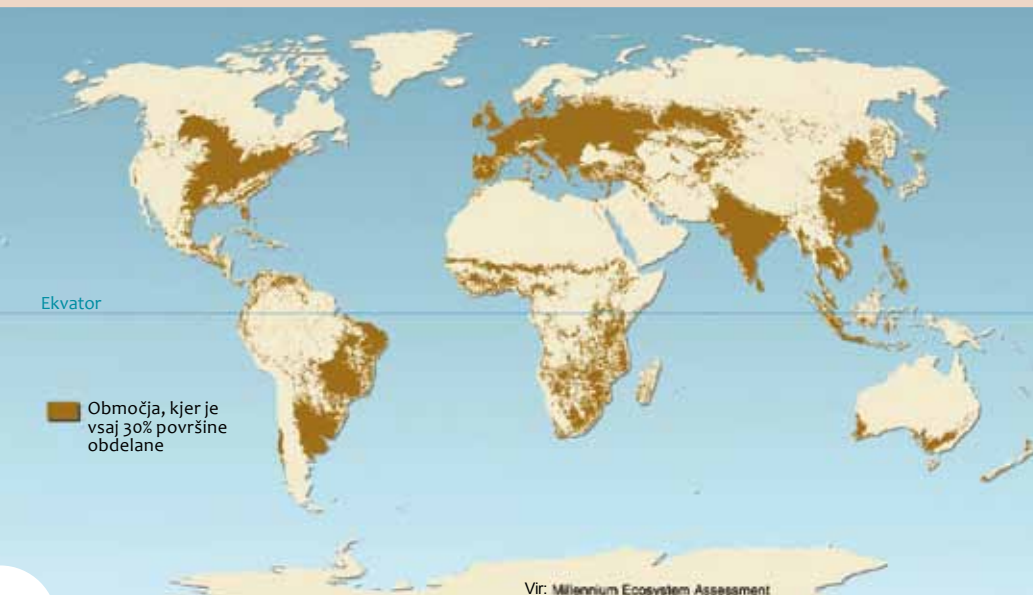 Ekvator
Območja, kjer je
vsaj 30% površine
obdelane
Vir: Millennium Ecosystem Assessment